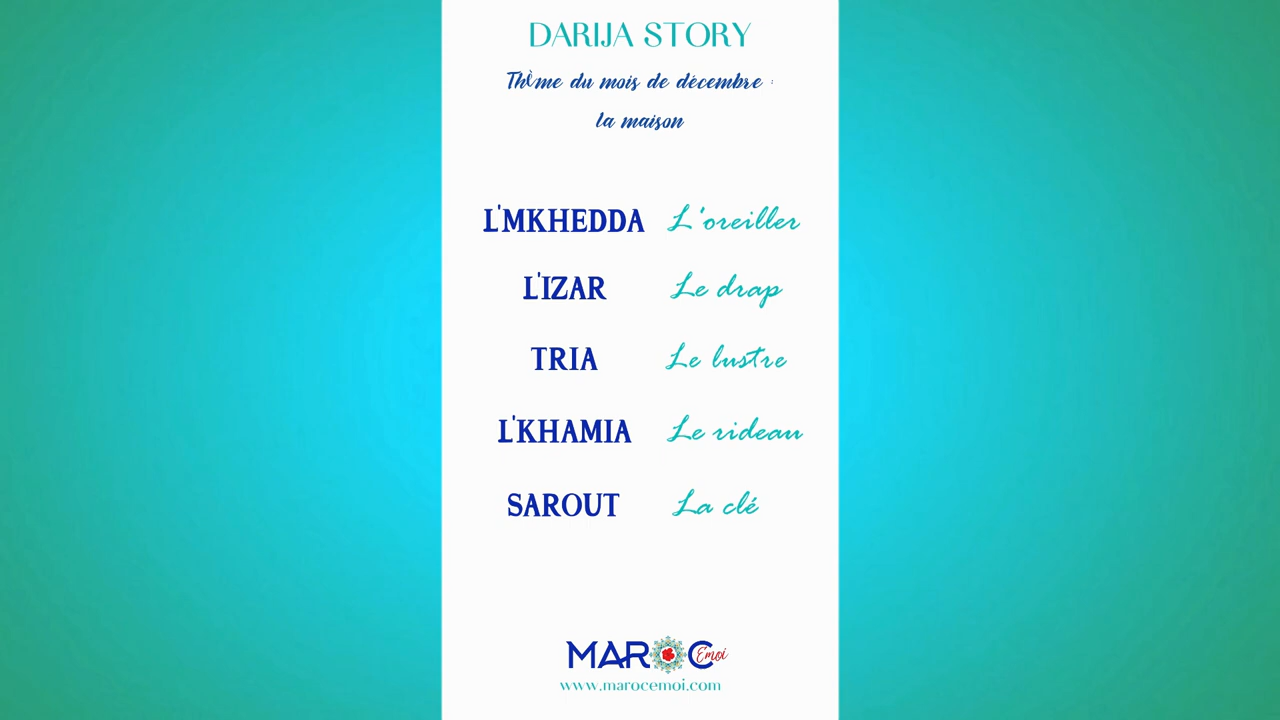 DARIJA STORY
Thème du mois de décembre :
la maison
L'MKHEDDA L'oreiller
L'IZAR Le drap
TRIA Le lustre
L'KHAMIA Le rideau
SAROUT La clé
MAROC Émoi
www.marocemoi.com